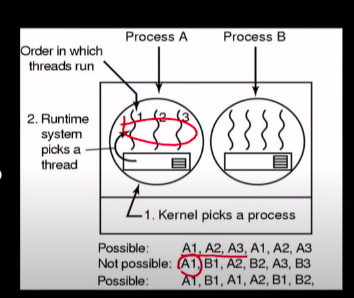 Process A Process B
Order in which
threads run
1 2 3
2. Runtime
system
picks a
thread
1. Kernel picks a process
Possible: A1, A2, A3, A1, A2, A3
Not possible: A1, B1, A2, B2, A3, B3
Possible: A1, B1, A1, A2, B1, B2,